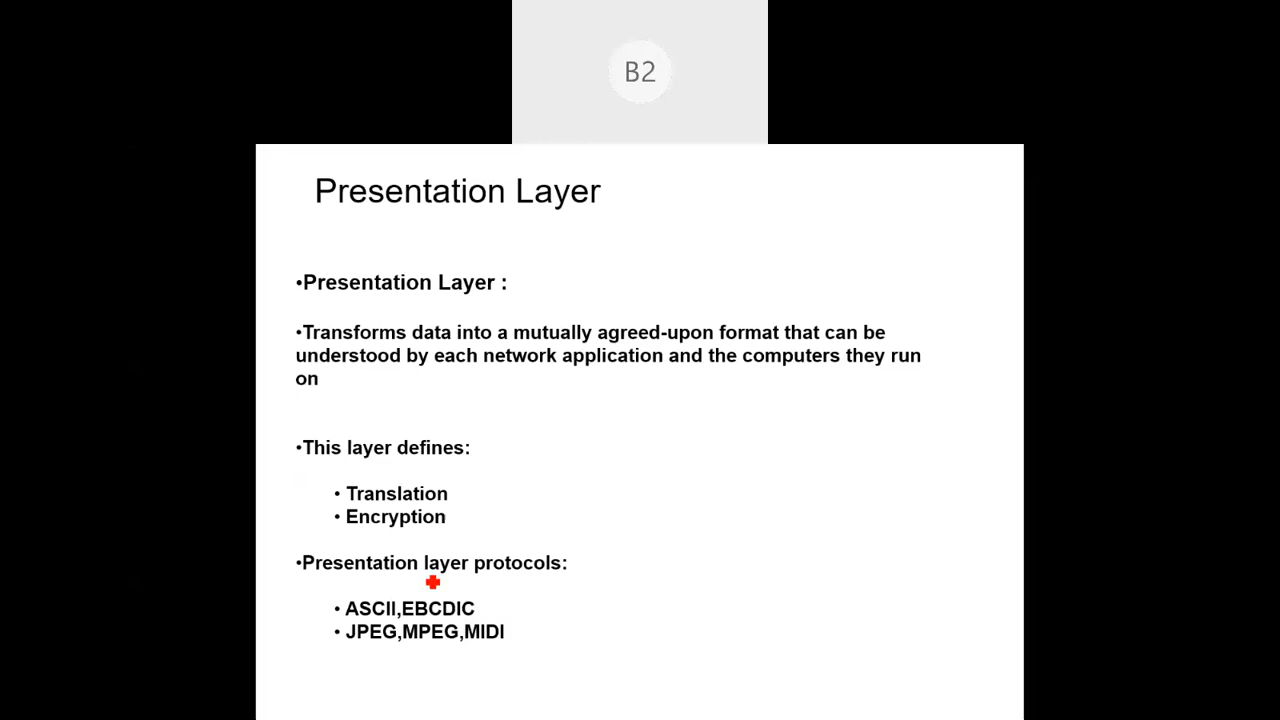 B2
Presentation Layer
•Presentation Layer :
•Transforms data into a mutually agreed-upon format that can be
understood by each network application and the computers they run
on
•This layer defines:
• Translation
• Encryption
•Presentation layer protocols:
• ASCII,EBCDIC
• JPEG,MPEG,MIDI